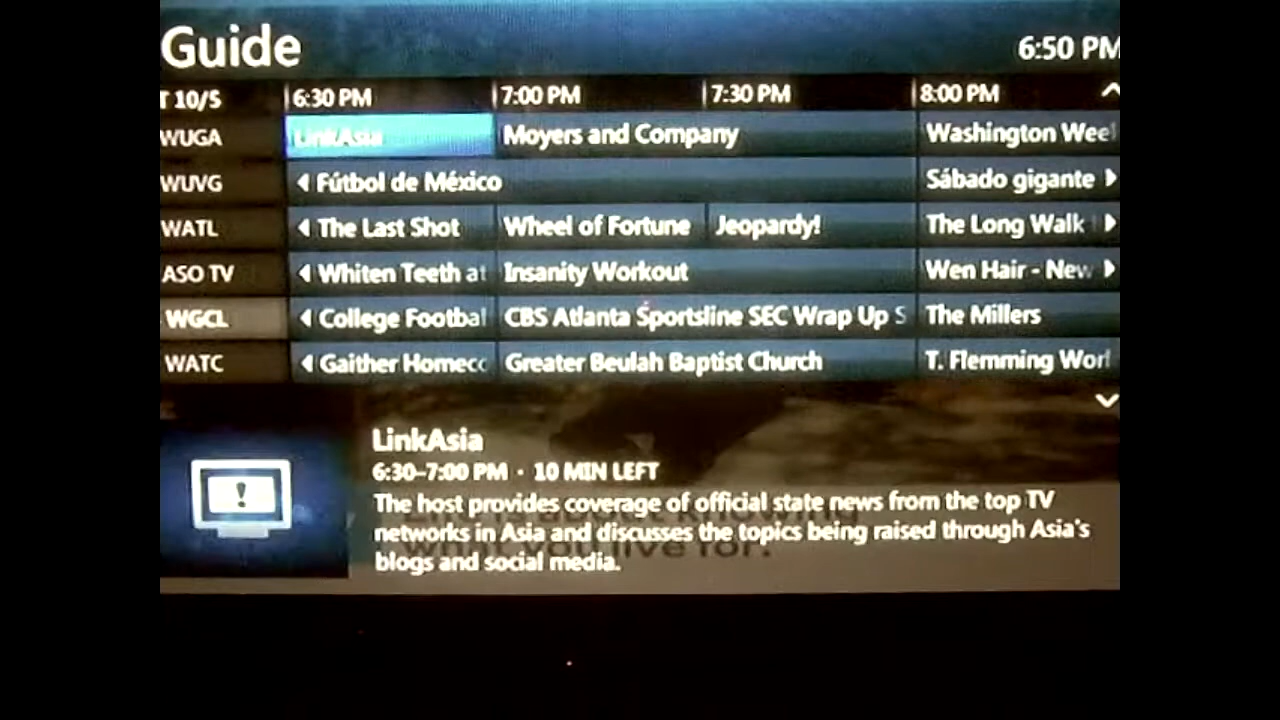 Guide 6:50 PM
T 10/5 6:30 PM 7:00 PM 7:30 PM 8:00 PM
WUGA LinkAsia Moyers and Company Washington Wee
WUVG Fútbol de México Sábado gigante
WATL The Last Shot Wheel of Fortune Jeopardy! The Long Walk
ASO TV Whiten Teeth at Insanity Workout Wen Hair - New
WGCL College Footbal CBS Atlanta Sportsline SEC Wrap Up S The Millers
WATC Gaither Homec Greater Beulah Baptist Church T. Flemming Worl
LinkAsia
6:30–7:00 PM · 10 MIN LEFT
The host provides coverage of official state news from the top TV
networks in Asia and discusses the topics being raised through Asia's
blogs and social media.
what you live for.